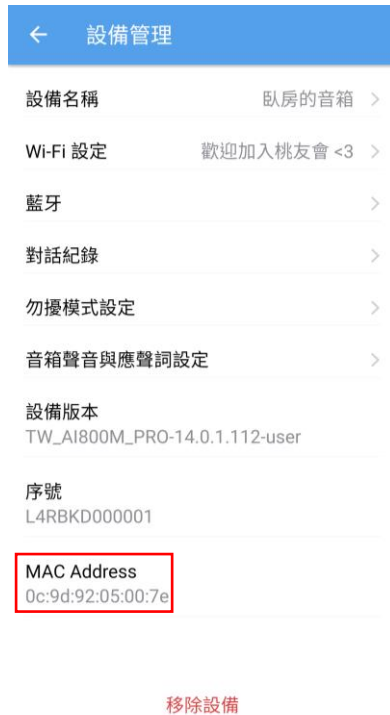 設備管理
設備名稱 臥房的音箱
Wi-Fi 設定 歡迎加入桃友會 <3
藍牙
對話紀錄
勿擾模式設定
音箱聲音與應聲詞設定
設備版本
TW_AI800M_PRO-14.0.1.112-user
序號
L4RBKD000001
MAC Address
0c:9d:92:05:00:7e
移除設備